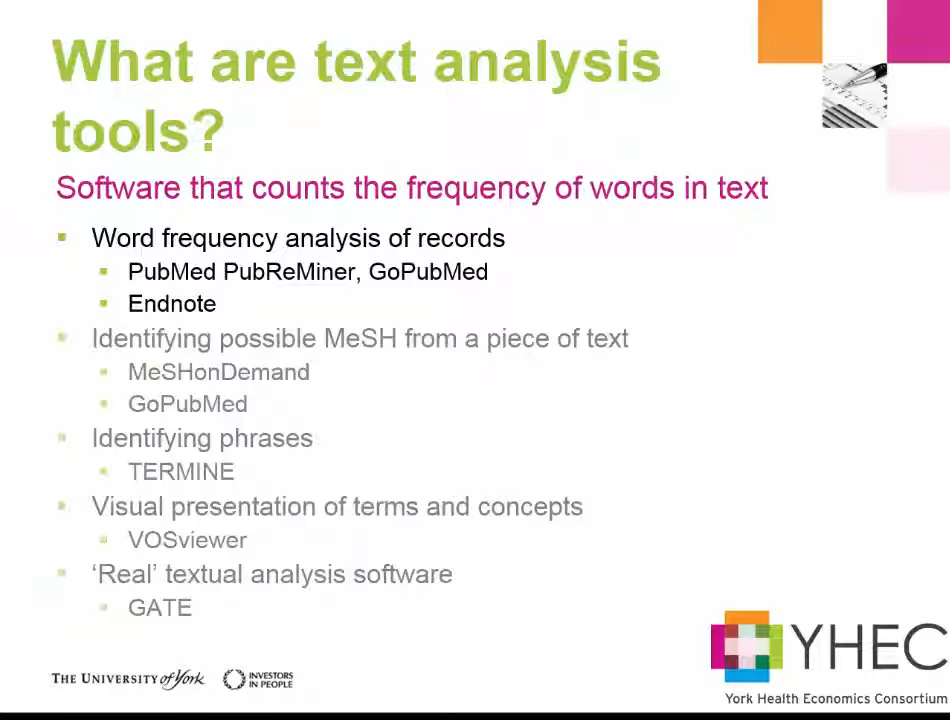 What are text analysis
tools?
Software that counts the frequency of words in text
Word frequency analysis of records
PubMed PubReMiner, GoPubMed
Endnote
Identifying possible MeSH from a piece of text
MeSHonDemand
GoPubMed
Identifying phrases
TERMINE
Visual presentation of terms and concepts
VOSviewer
‘Real’ textual analysis software
GATE
THE UNIVERSITY of York
INVESTORS
IN PEOPLE
YHEC
York Health Economics Consortium